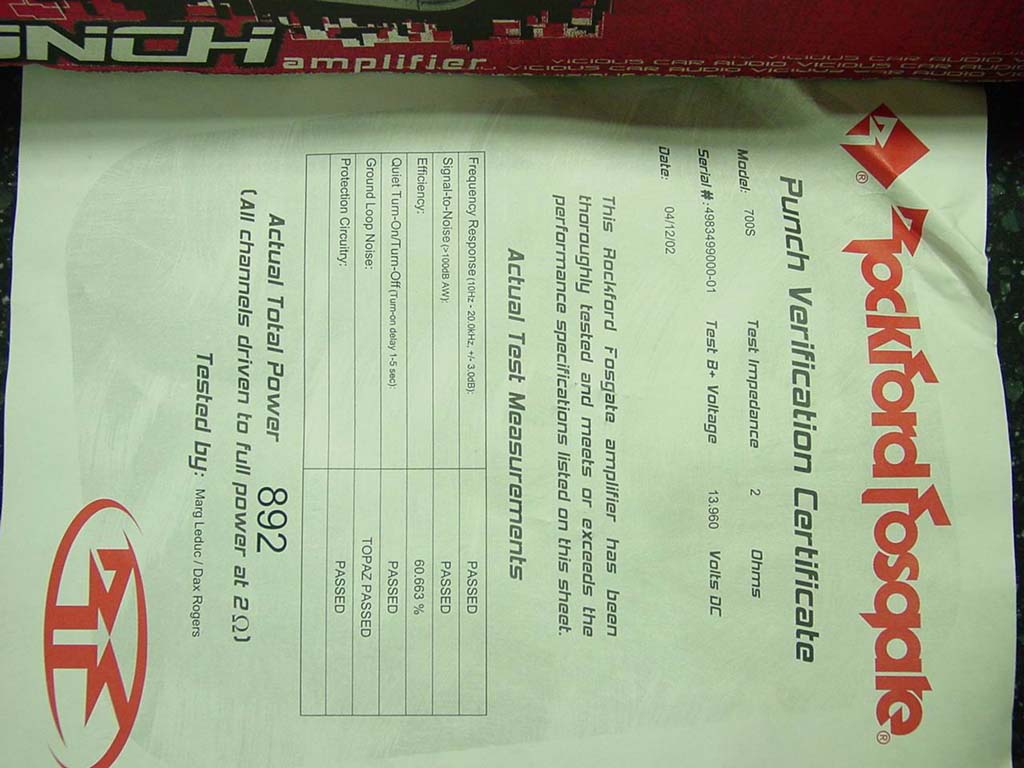 NCH
amplifier
VICIOUS CAR AUDIO VICIOUS CAR AUDIO VICIOUS CAR AUDIO
® rockford fosgate ®
Punch Verification Certificate
Model: 700S Test Impedance 2 Ohms
Serial #: 4983499000-01 Test B+ Voltage 13.960 Volts DC
Date: 04/12/02
This Rockford Fosgate amplifier has been
thoroughly tested and meets or exceeds the
performance specifications listed on this sheet.
Actual Test Measurements
Frequency Response (10Hz - 20.0kHz, +/- 3.0dB): PASSED
Signal-to-Noise (>100dB AW): PASSED
Efficiency: 60.663 %
Quiet Turn-On/Turn-Off (Turn-on delay 1-5 sec): PASSED
Ground Loop Noise: TOPAZ PASSED
Protection Circuitry: PASSED
Actual Total Power 892
(All channels driven to full power at 2Ω)
Tested by: Marg Leduc / Dax Rogers